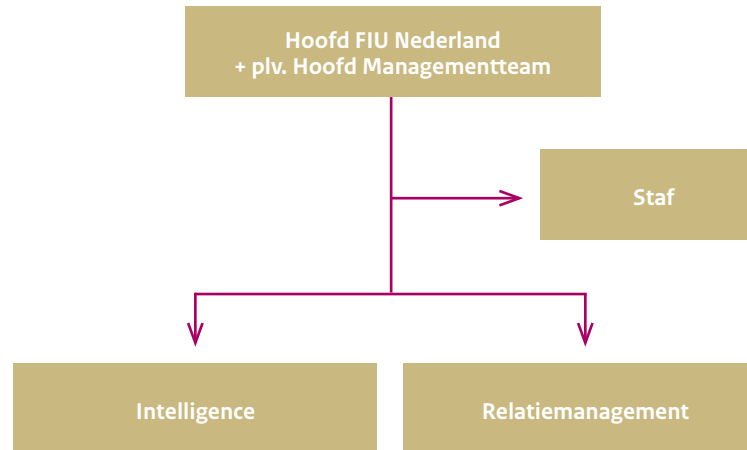 Hoofd FIU Nederland
+ plv. Hoofd Managementteam
Staf
Intelligence
Relatiemanagement